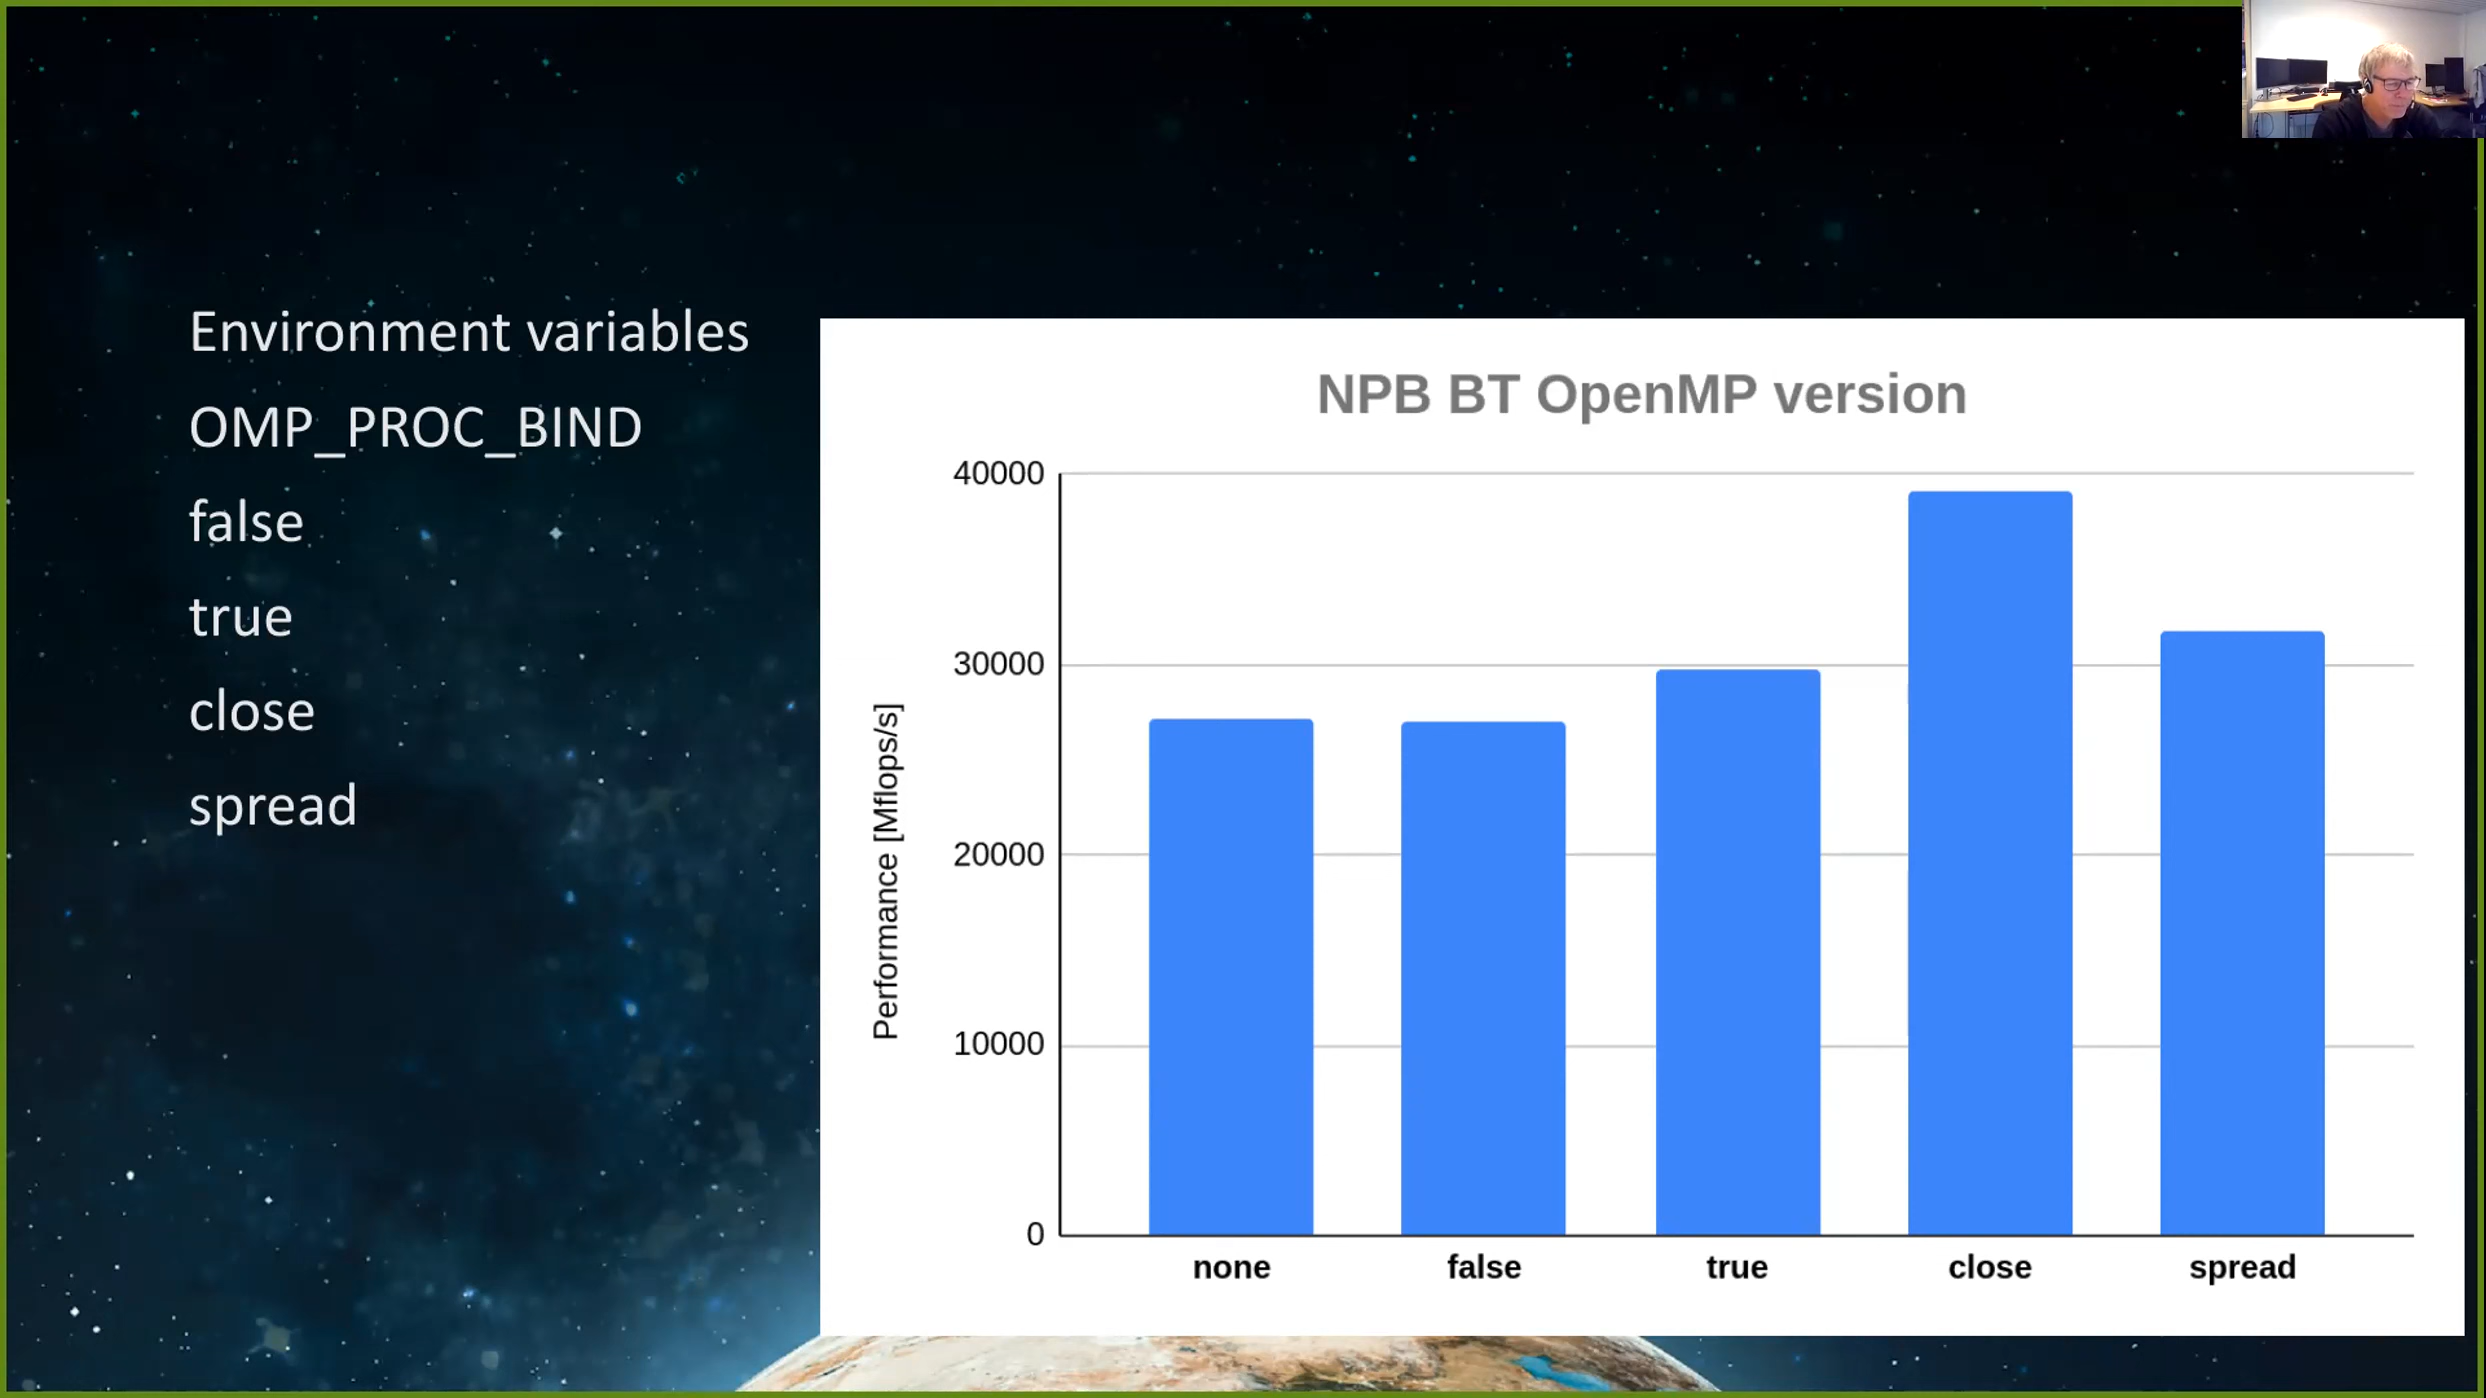 Environment variables
OMP_PROC_BIND
false
true
close
spread
NPB BT OpenMP version
Performance [Mflops/s]
40000
30000
20000
10000
0
none
false
true
close
spread